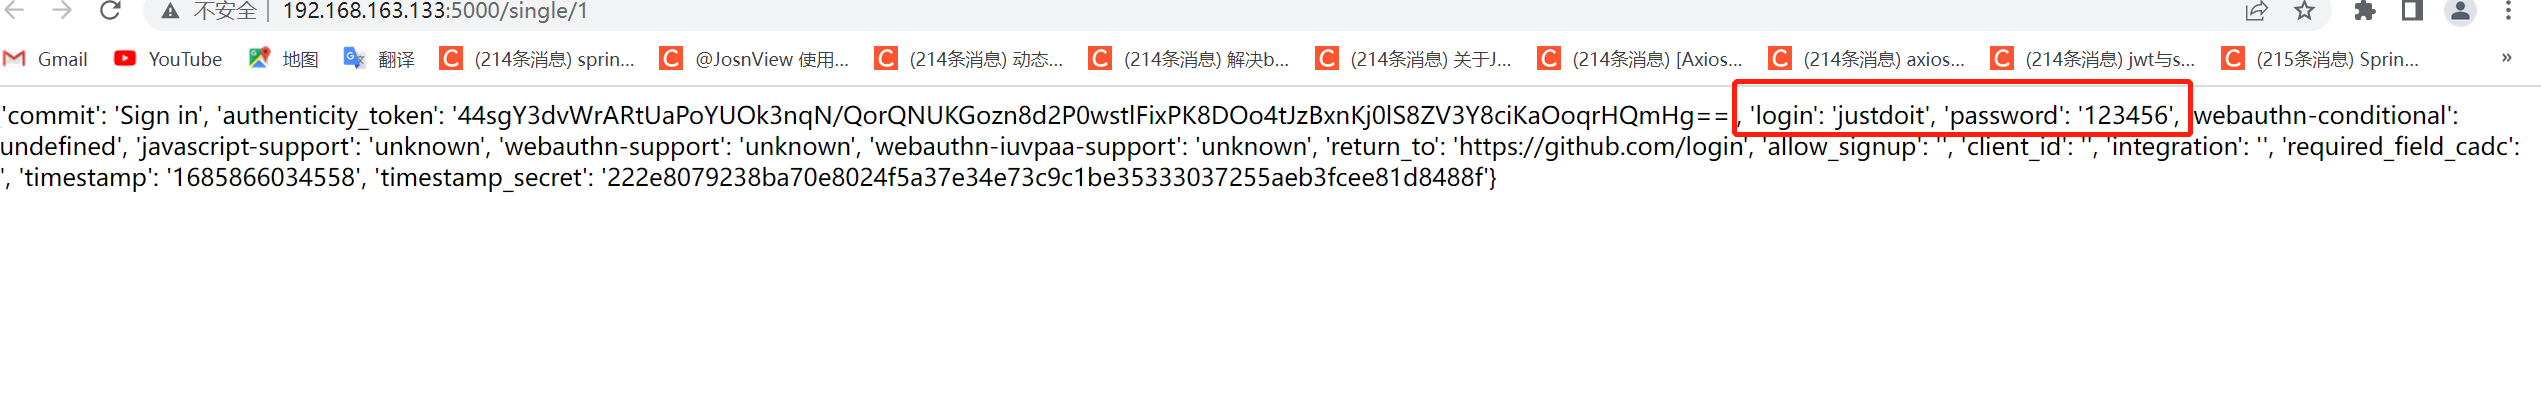 不安全 | 192.168.163.133:5000/single/1
Gmail YouTube 地图 翻译 (214条消息) sprin... @JosnView 使用... (214条消息) 动态... (214条消息) 解决b... (214条消息) 关于J... (214条消息) [Axios... (214条消息) axios... (214条消息) jwt与s... (215条消息) Sprin... »
'commit': 'Sign in', 'authenticity_token': '44sgY3dvWrARtUaPoYUOk3nqN/QorQNUKGozn8d2P0wstlFixPK8DOo4tJzBxnKj0lS8ZV3Y8ciKaOoqrHQmHg==', 'login': 'justdoit', 'password': '123456', 'webauthn-conditional':
undefined', 'javascript-support': 'unknown', 'webauthn-support': 'unknown', 'webauthn-iuvpaa-support': 'unknown', 'return_to': 'https://github.com/login', 'allow_signup': '', 'client_id': '', 'integration': '', 'required_field_cadc':
', 'timestamp': '1685866034558', 'timestamp_secret': '222e8079238ba70e8024f5a37e34e73c9c1be35333037255aeb3fcee81d8488f'}